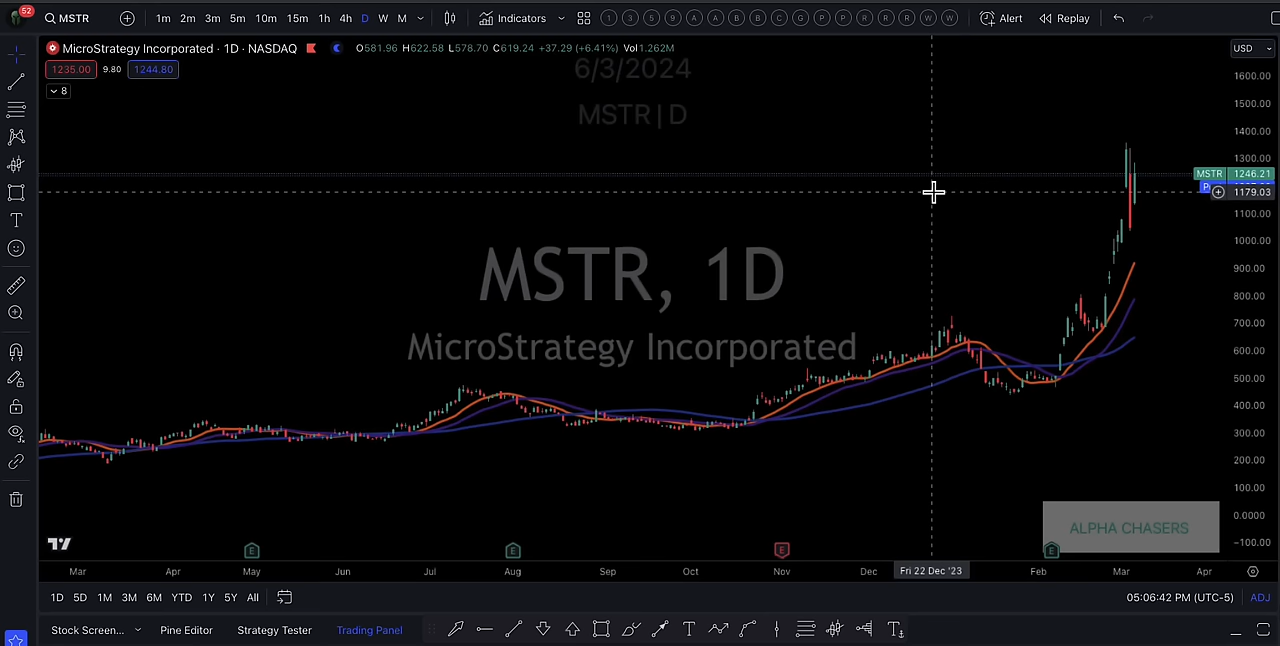 52
MSTR
1m 2m 3m 5m 10m 15m 1h 4h D W M
Indicators
1 3 5 9 A A B B C G P P R R R W W
Alert
Replay
MicroStrategy Incorporated · 1D · NASDAQ
O581.96 H622.58 L578.70 C619.24 +37.29 (+6.41%) Vol1.262M
USD
1235.00 9.80 1244.80
8
6/3/2024
MSTR|D
MSTR, 1D
MicroStrategy Incorporated
1600.00
1500.00
1400.00
1300.00
MSTR 1246.21
1179.03
1100.00
1000.00
900.00
800.00
700.00
600.00
500.00
400.00
300.00
200.00
100.00
0.0000
−100.00
ALPHA CHASERS
E E E E
Mar Apr May Jun Jul Aug Sep Oct Nov Dec Fri 22 Dec '23 Feb Mar Apr
1D 5D 1M 3M 6M YTD 1Y 5Y All
05:06:42 PM (UTC-5) ADJ
Stock Screen... Pine Editor Strategy Tester Trading Panel